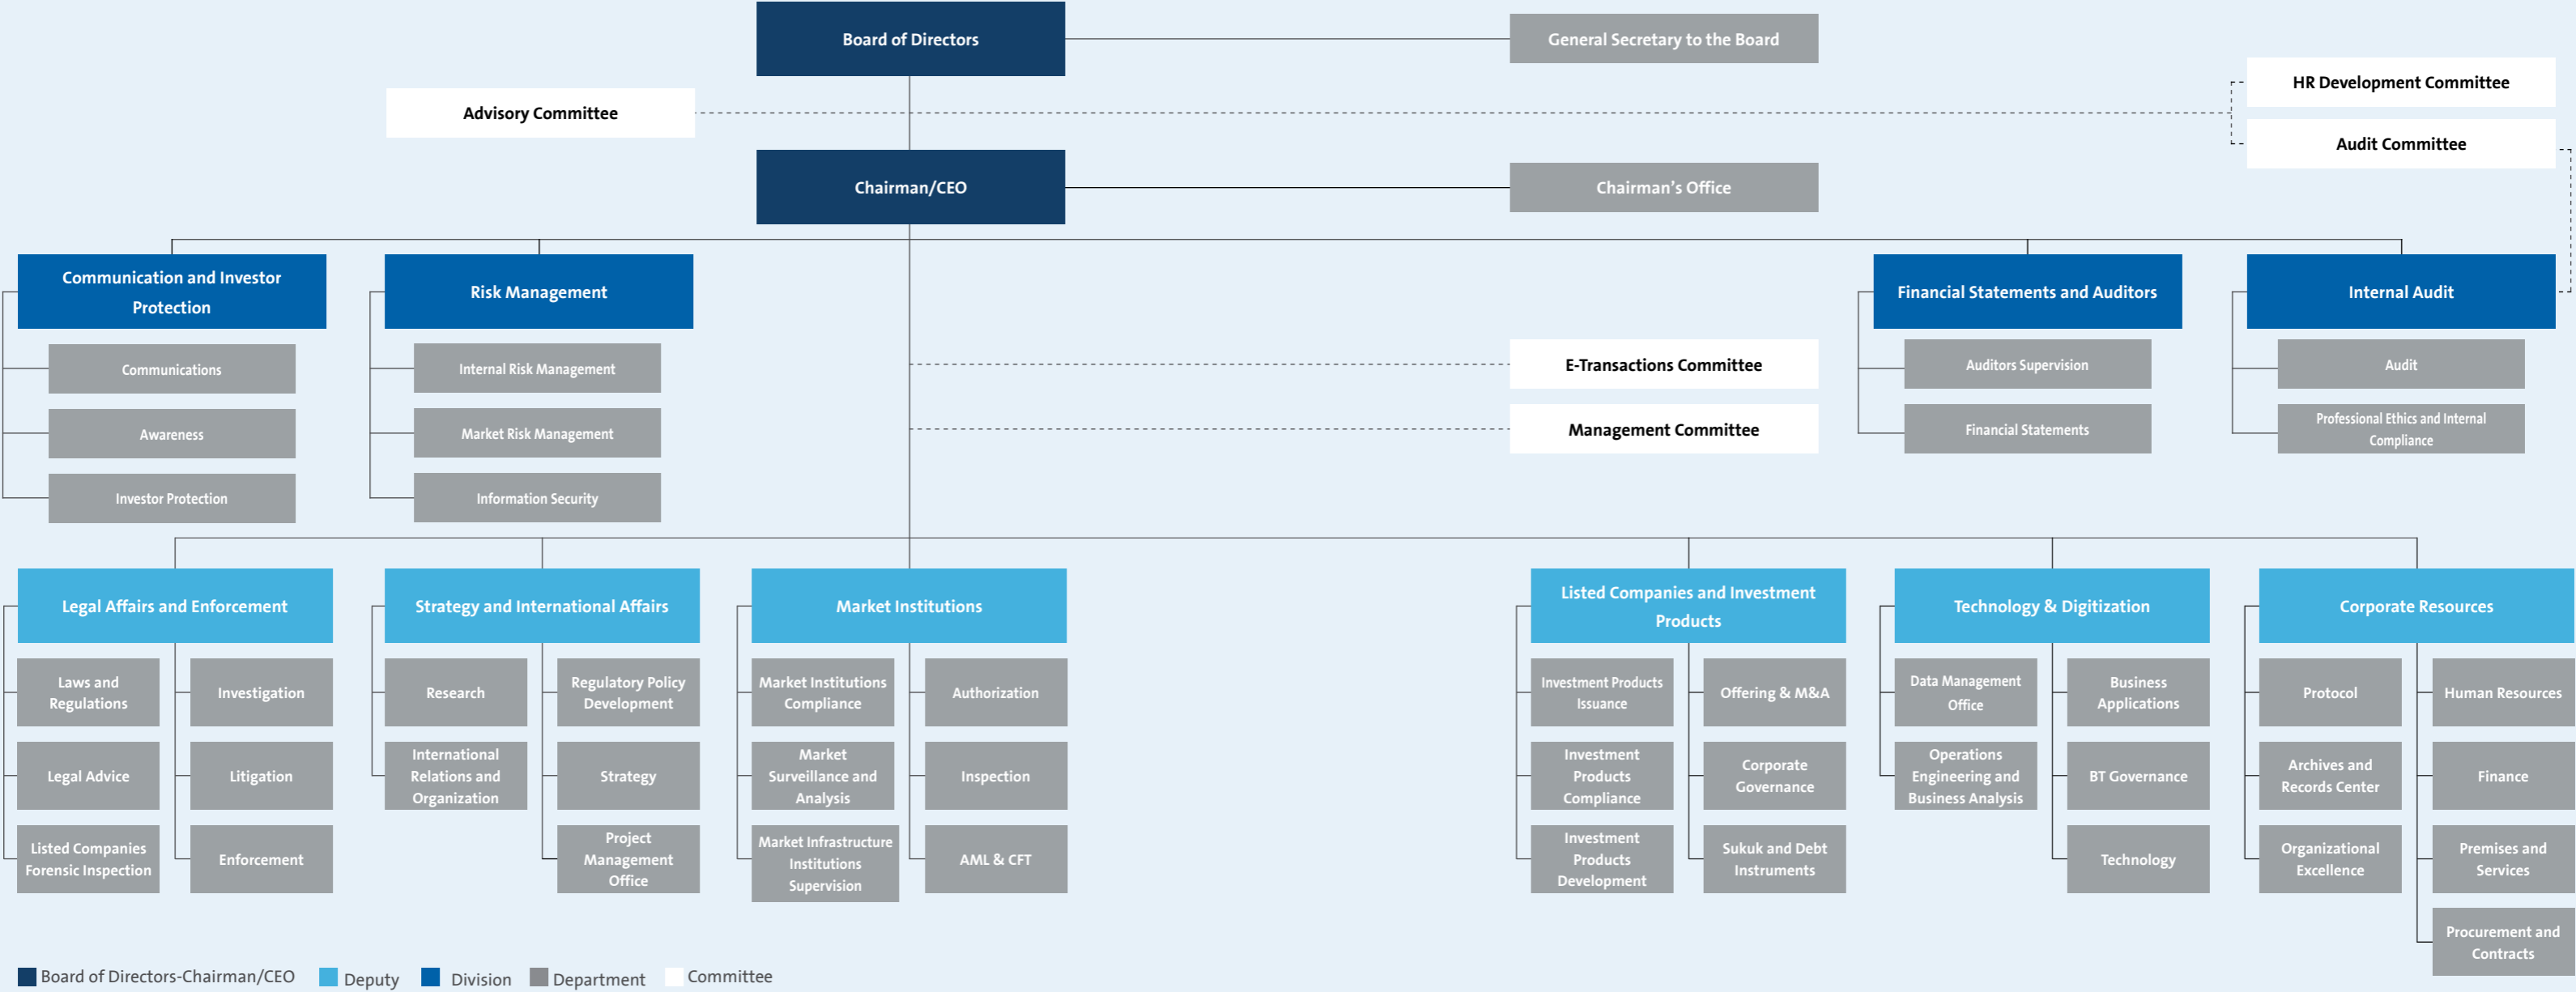 Board of Directors
General Secretary to the Board
HR Development Committee
Advisory Committee
Audit Committee
Chairman/CEO
Chairman’s Office
Communication and Investor
Protection
Communications
Awareness
Investor Protection
Risk Management
Internal Risk Management
Market Risk Management
Information Security
E-Transactions Committee
Management Committee
Financial Statements and Auditors
Auditors Supervision
Financial Statements
Internal Audit
Audit
Professional Ethics and Internal
Compliance
Legal Affairs and Enforcement
Laws and
Regulations
Legal Advice
Listed Companies
Forensic Inspection
Investigation
Litigation
Enforcement
Strategy and International Affairs
Research
International
Relations and
Organization
Regulatory Policy
Development
Strategy
Project
Management
Office
Market Institutions
Market Institutions
Compliance
Market
Surveillance and
Analysis
Market Infrastructure
Institutions
Supervision
Authorization
Inspection
AML & CFT
Listed Companies and Investment
Products
Investment Products
Issuance
Investment
Products
Compliance
Investment
Products
Development
Offering & M&A
Corporate
Governance
Sukuk and Debt
Instruments
Technology & Digitization
Data Management
Office
Operations
Engineering and
Business Analysis
Business
Applications
BT Governance
Technology
Corporate Resources
Protocol
Archives and
Records Center
Organizational
Excellence
Human Resources
Finance
Premises and
Services
Procurement and
Contracts
Board of Directors-Chairman/CEO
Deputy
Division
Department
Committee